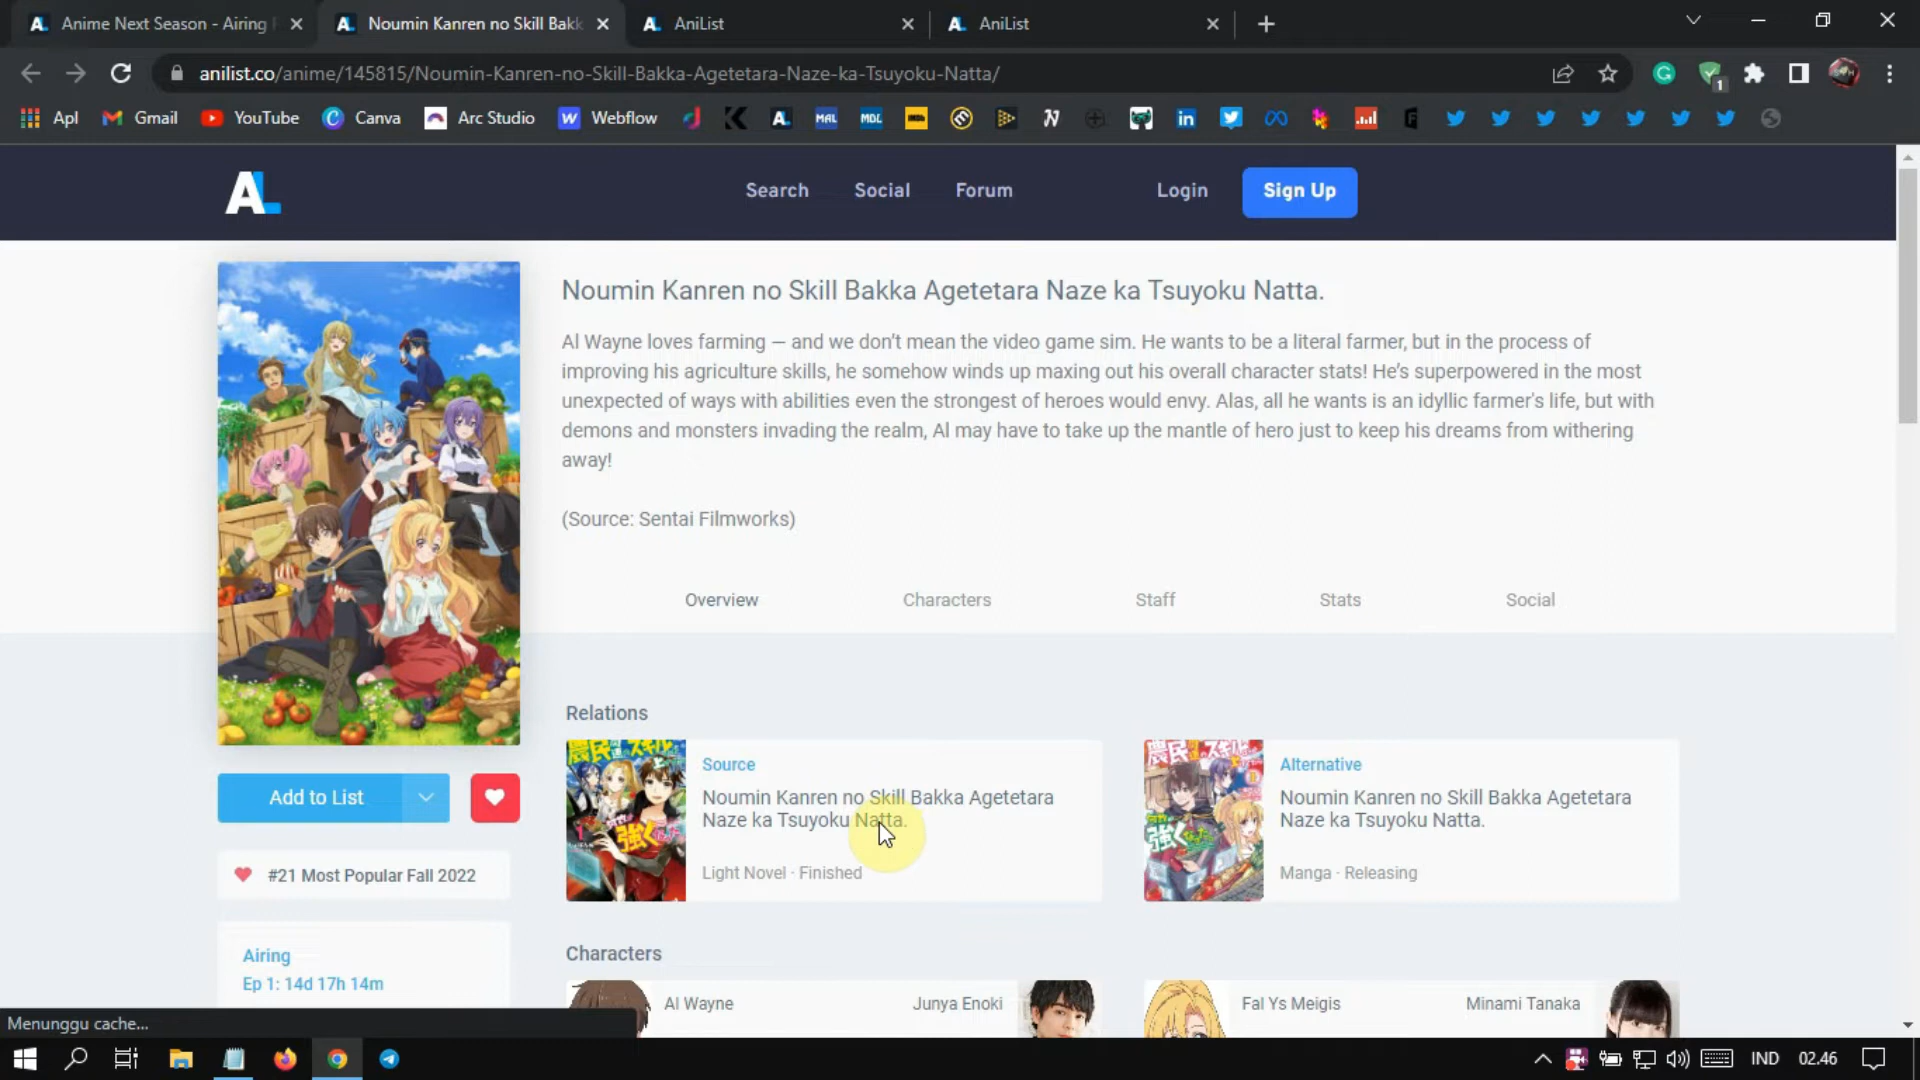 Anime Next Season - Airing
Noumin Kanren no Skill Bakk
AniList
AniList
anilist.co/anime/145815/Noumin-Kanren-no-Skill-Bakka-Agetetara-Naze-ka-Tsuyoku-Natta/
1
Apl
Gmail
YouTube
Canva
Arc Studio
Webflow
MAL
MDL
Search
Social
Forum
Login
Sign Up
Noumin Kanren no Skill Bakka Agetetara Naze ka Tsuyoku Natta.
Al Wayne loves farming — and we don't mean the video game sim. He wants to be a literal farmer, but in the process of
improving his agriculture skills, he somehow winds up maxing out his overall character stats! He's superpowered in the most
unexpected of ways with abilities even the strongest of heroes would envy. Alas, all he wants is an idyllic farmer's life, but with
demons and monsters invading the realm, Al may have to take up the mantle of hero just to keep his dreams from withering
away!
(Source: Sentai Filmworks)
Overview
Characters
Staff
Stats
Social
Add to List
#21 Most Popular Fall 2022
Airing
Ep 1: 14d 17h 14m
Relations
Source
Noumin Kanren no Skill Bakka Agetetara
Naze ka Tsuyoku Natta.
Light Novel · Finished
Alternative
Noumin Kanren no Skill Bakka Agetetara
Naze ka Tsuyoku Natta.
Manga · Releasing
Characters
Al Wayne
Junya Enoki
Fal Ys Meigis
Minami Tanaka
Menunggu cache...
IND
02.46